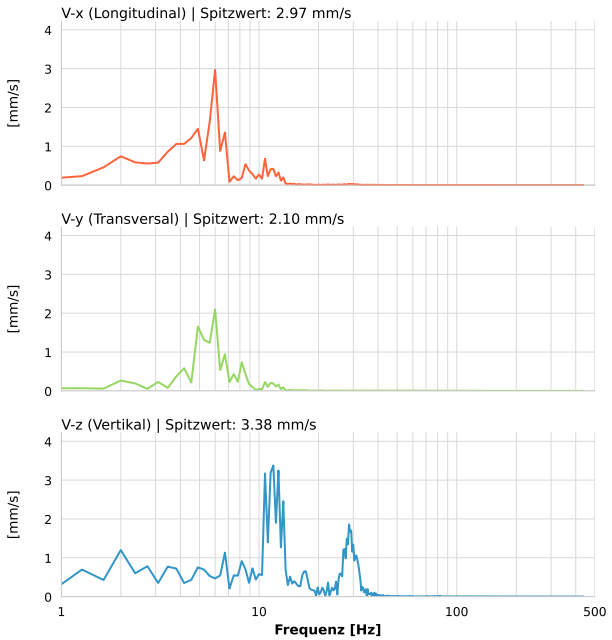 V-x (Longitudinal) | Spitzwert: 2.97 mm/s
4
3
2
1
0
[mm/s]
V-y (Transversal) | Spitzwert: 2.10 mm/s
4
3
2
1
0
[mm/s]
V-z (Vertikal) | Spitzwert: 3.38 mm/s
4
3
2
1
0
[mm/s]
1 10 100 500
Frequenz [Hz]